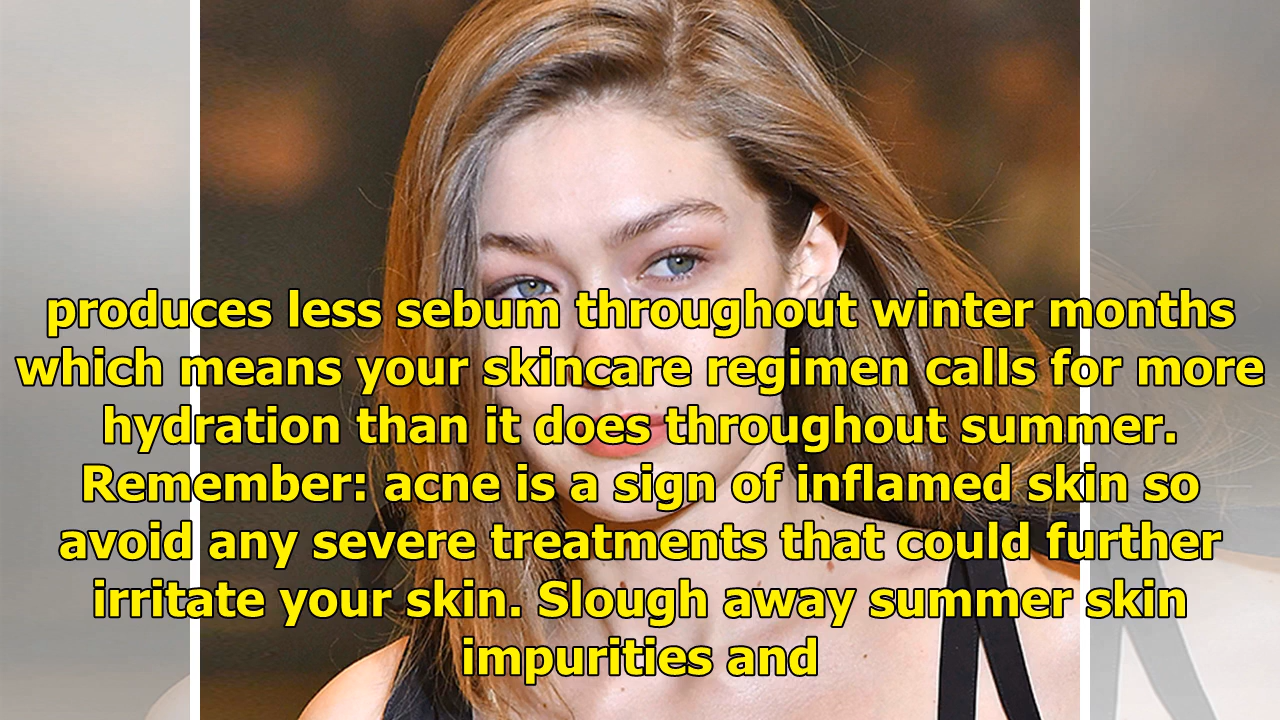 produces less sebum throughout winter months
which means your skincare regimen calls for more
hydration than it does throughout summer.
Remember: acne is a sign of inflamed skin so
avoid any severe treatments that could further
irritate your skin. Slough away summer skin
impurities and